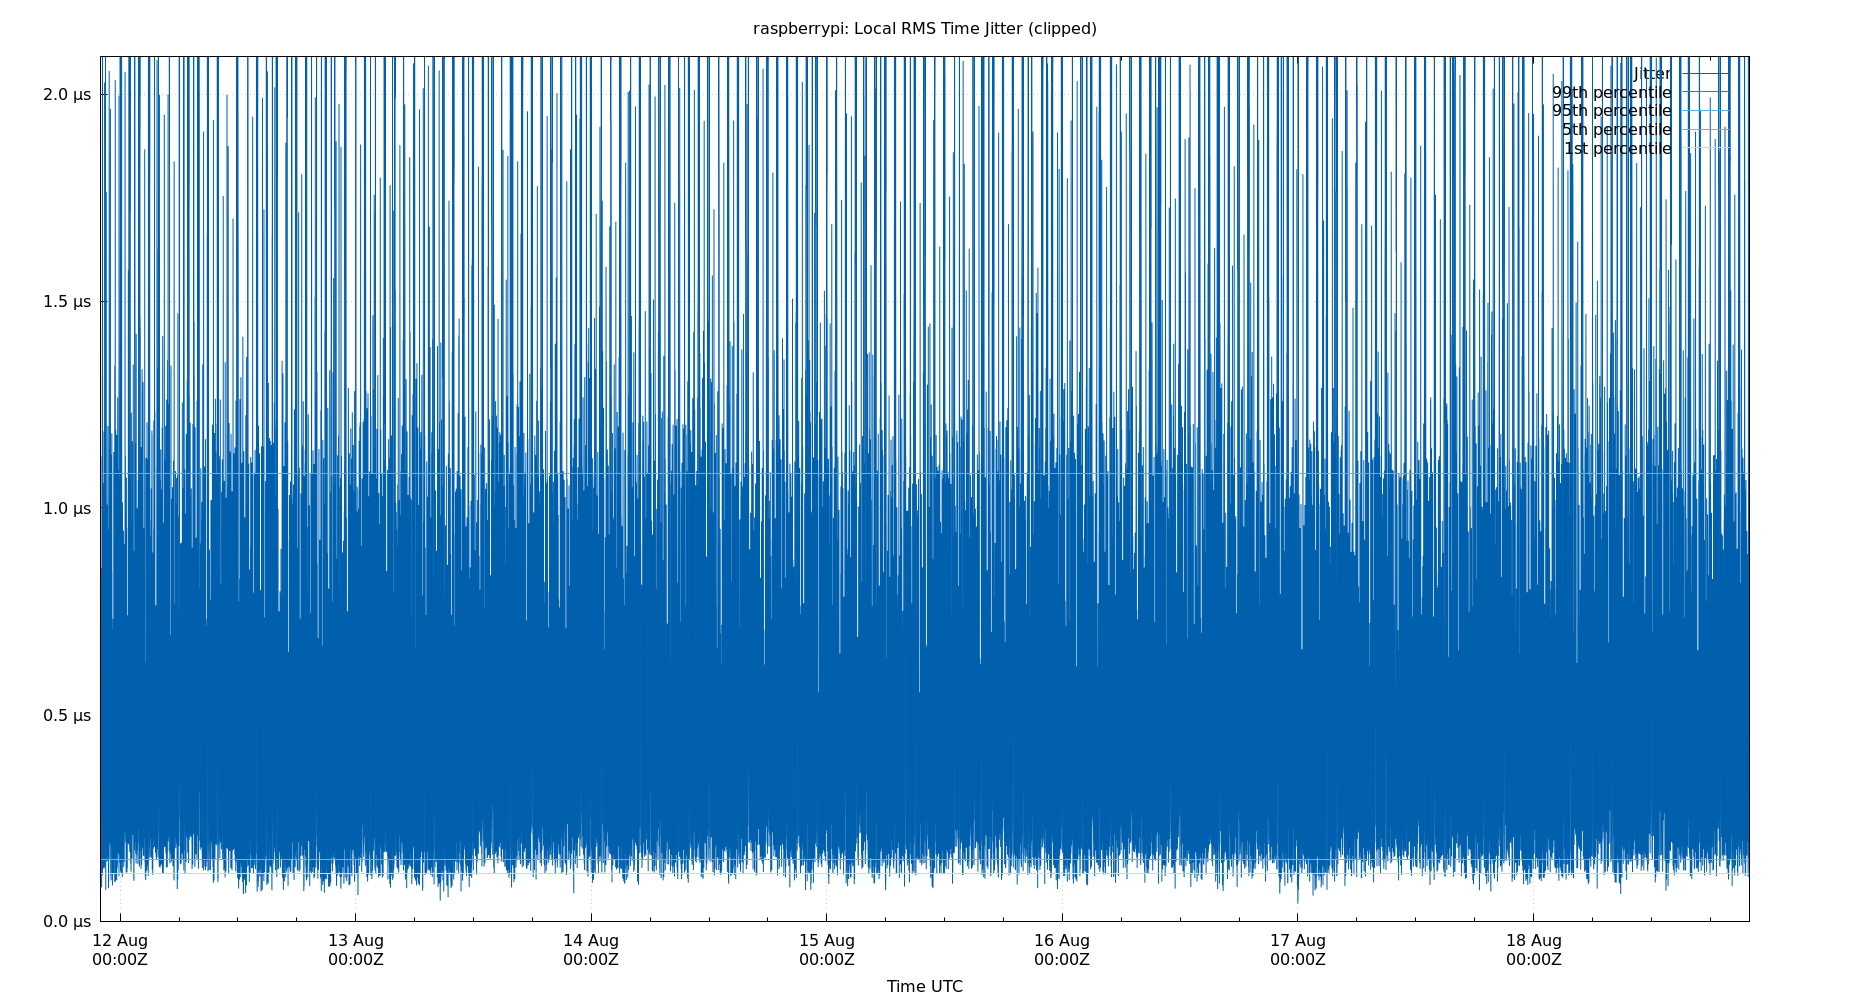 raspberrypi: Local RMS Time Jitter (clipped)
Jitter
99th percentile
95th percentile
5th percentile
1st percentile
2.0 µs
1.5 µs
1.0 µs
0.5 µs
0.0 µs
12 Aug 13 Aug 14 Aug 15 Aug 16 Aug 17 Aug 18 Aug
00:00Z 00:00Z 00:00Z 00:00Z 00:00Z 00:00Z 00:00Z
Time UTC